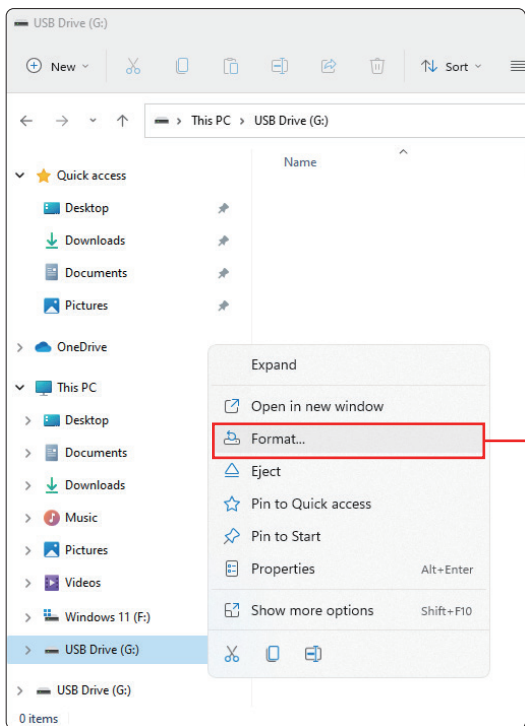 USB Drive (G:)
New
Sort
This PC > USB Drive (G:)
Name
Quick access
Desktop
Downloads
Documents
Pictures
OneDrive
This PC
Desktop
Documents
Downloads
Music
Pictures
Videos
Windows 11 (F:)
USB Drive (G:)
USB Drive (G:)
0 items
Expand
Open in new window
Format...
Eject
Pin to Quick access
Pin to Start
Properties Alt+Enter
Show more options Shift+F10